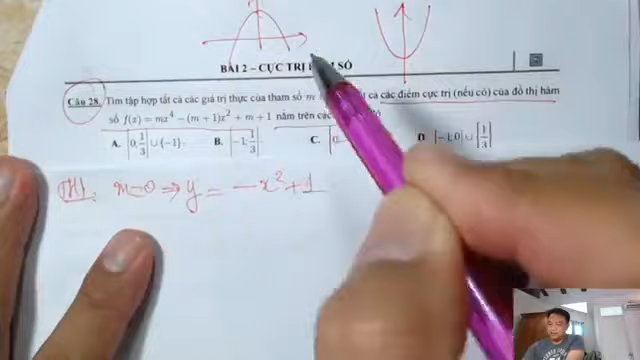 BÀI 2 – CỰC TRỊ SỐ
Câu 28. Tìm tập hợp tất cả các giá trị thực của tham số m cả các điểm cực trị (nếu có) của đồ thị hàm
số f(x) = mx⁴ − (m + 1)x² + m + 1 nằm trên các
A. [0; 1/3] ∪ {−1}. B. [−1; 1/3] C. D. [−1; 0] ∪ [1/3]
TH1: m=0 ⇒ y = −x² + 1